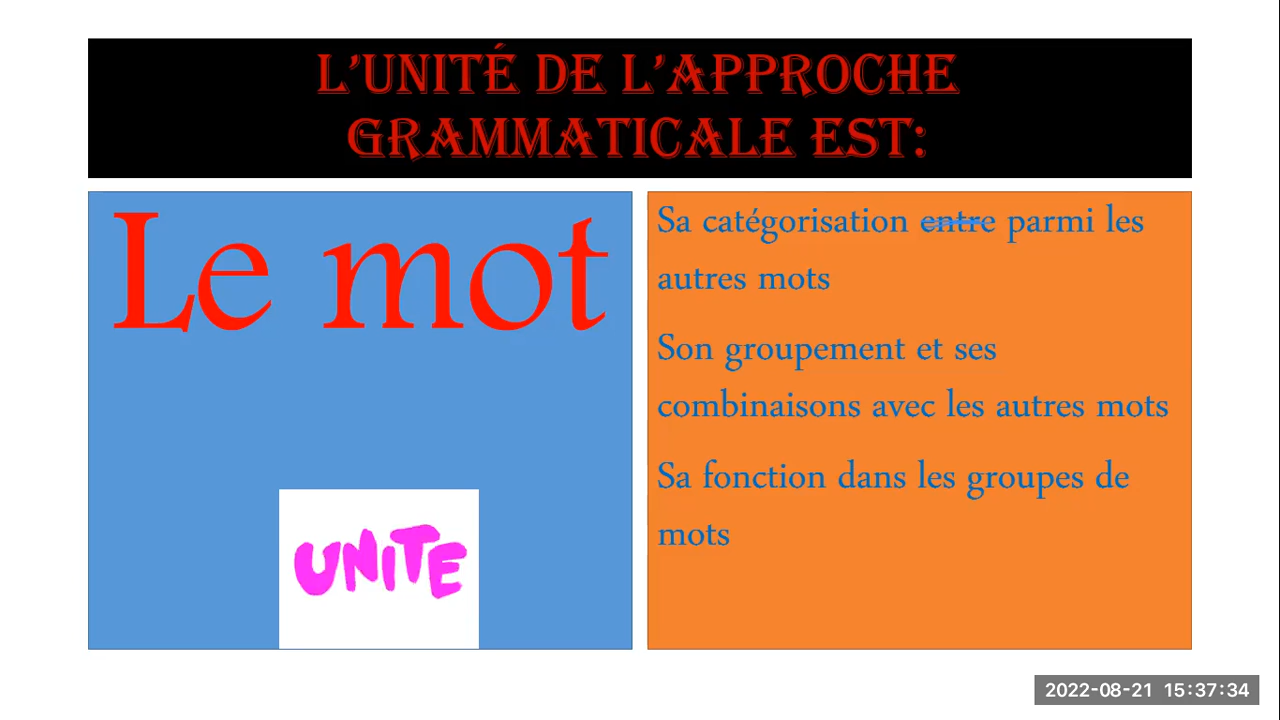 L’UNITÉ DE L’APPROCHE
GRAMMATICALE EST:
Le mot
UNITE
Sa catégorisation entre parmi les
autres mots
Son groupement et ses
combinaisons avec les autres mots
Sa fonction dans les groupes de
mots
2022-08-21 15:37:34